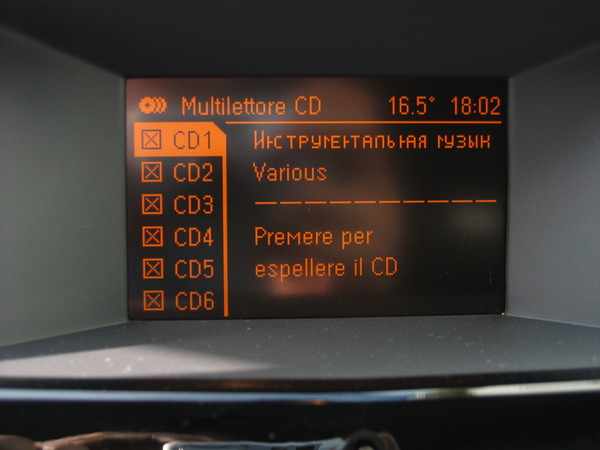 Multilettore CD 16.5° 18:02
CD1 Инструментальная музык
CD2 Various
CD3
CD4 Premere per
CD5 espellere il CD
CD6